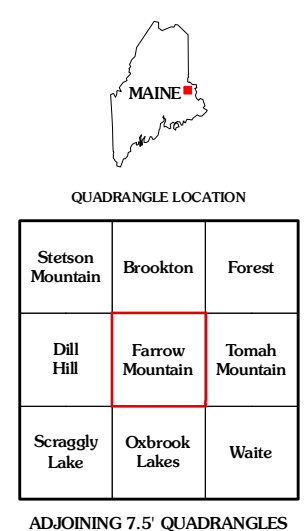 MAINE
QUADRANGLE LOCATION
Stetson
Mountain
Brookton
Forest
Dill
Hill
Farrow
Mountain
Tomah
Mountain
Scraggly
Lake
Oxbrook
Lakes
Waite
ADJOINING 7.5' QUADRANGLES